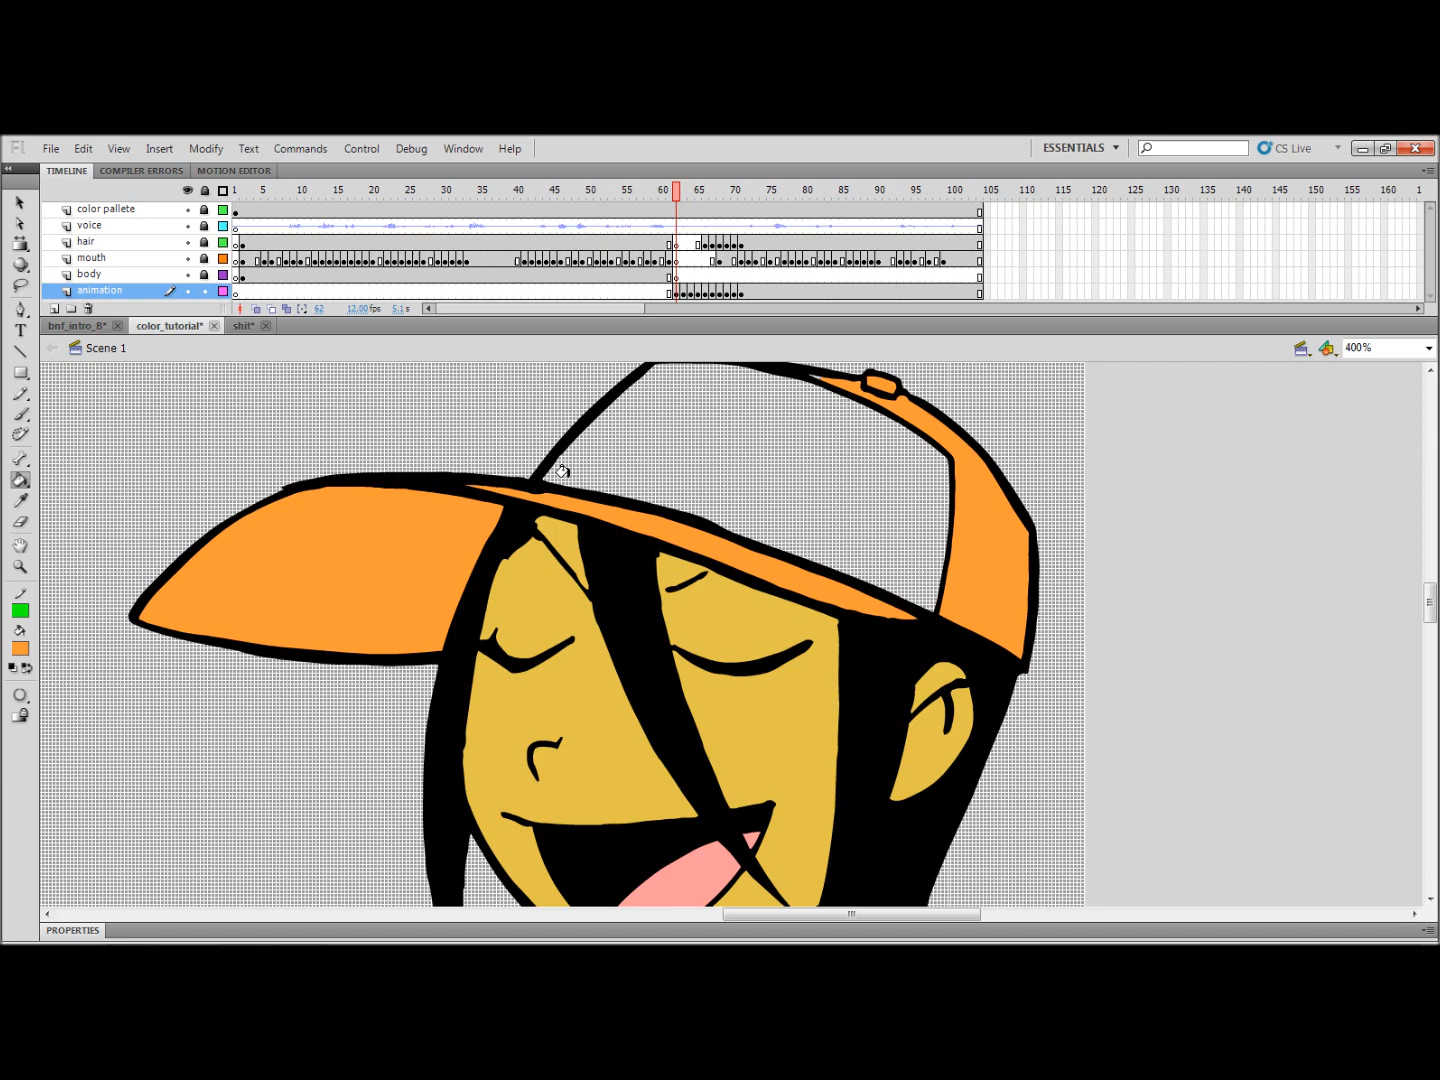 Fl File Edit View Insert Modify Text Commands Control Debug Window Help ESSENTIALS CS Live
TIMELINE COMPILER ERRORS MOTION EDITOR
1 5 10 15 20 25 30 35 40 45 50 55 60 65 70 75 80 85 90 95 100 105 110 115 120 125 130 135 140 145 150 155 160 1
color pallete
voice
hair
mouth
body
animation
62 12.00 fps 5.1 s
bnf_intro_B* color_tutorial* shit*
Scene 1 400%
T
PROPERTIES